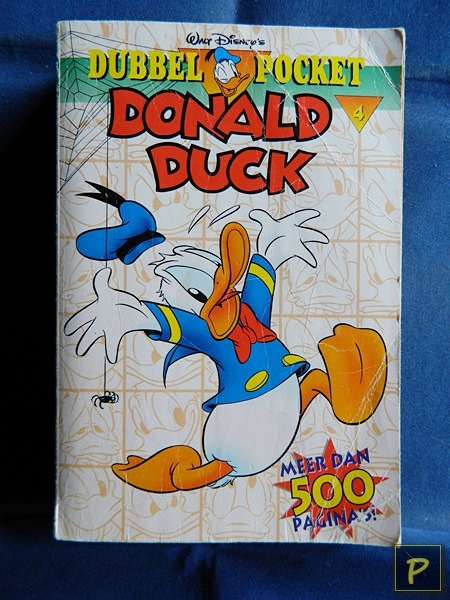 Walt Disney's
DUBBEL POCKET
4
DONALD
DUCK
MEER DAN
500
PAGINA'S!
P